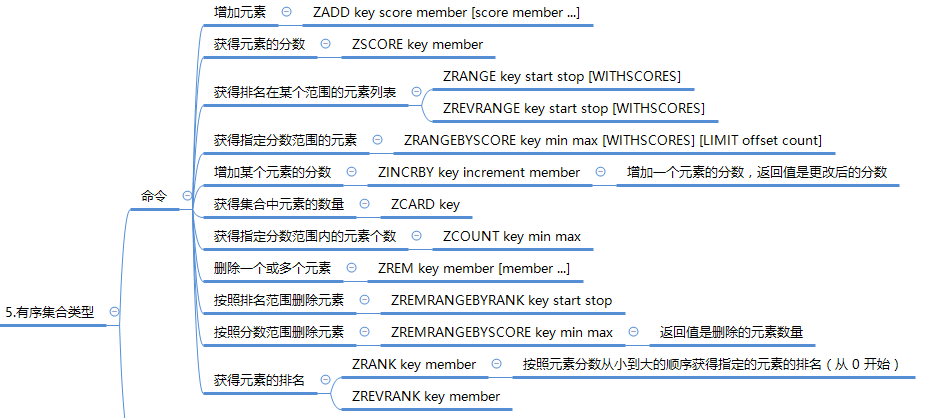 增加元素
ZADD key score member [score member ...]
获得元素的分数
ZSCORE key member
获得排名在某个范围的元素列表
ZRANGE key start stop [WITHSCORES]
ZREVRANGE key start stop [WITHSCORES]
获得指定分数范围的元素
ZRANGEBYSCORE key min max [WITHSCORES] [LIMIT offset count]
增加某个元素的分数
ZINCRBY key increment member
增加一个元素的分数，返回值是更改后的分数
命令
获得集合中元素的数量
ZCARD key
获得指定分数范围内的元素个数
ZCOUNT key min max
删除一个或多个元素
ZREM key member [member ...]
按照排名范围删除元素
ZREMRANGEBYRANK key start stop
5.有序集合类型
按照分数范围删除元素
ZREMRANGEBYSCORE key min max
返回值是删除的元素数量
获得元素的排名
ZRANK key member
按照元素分数从小到大的顺序获得指定的元素的排名（从 0 开始）
ZREVRANK key member